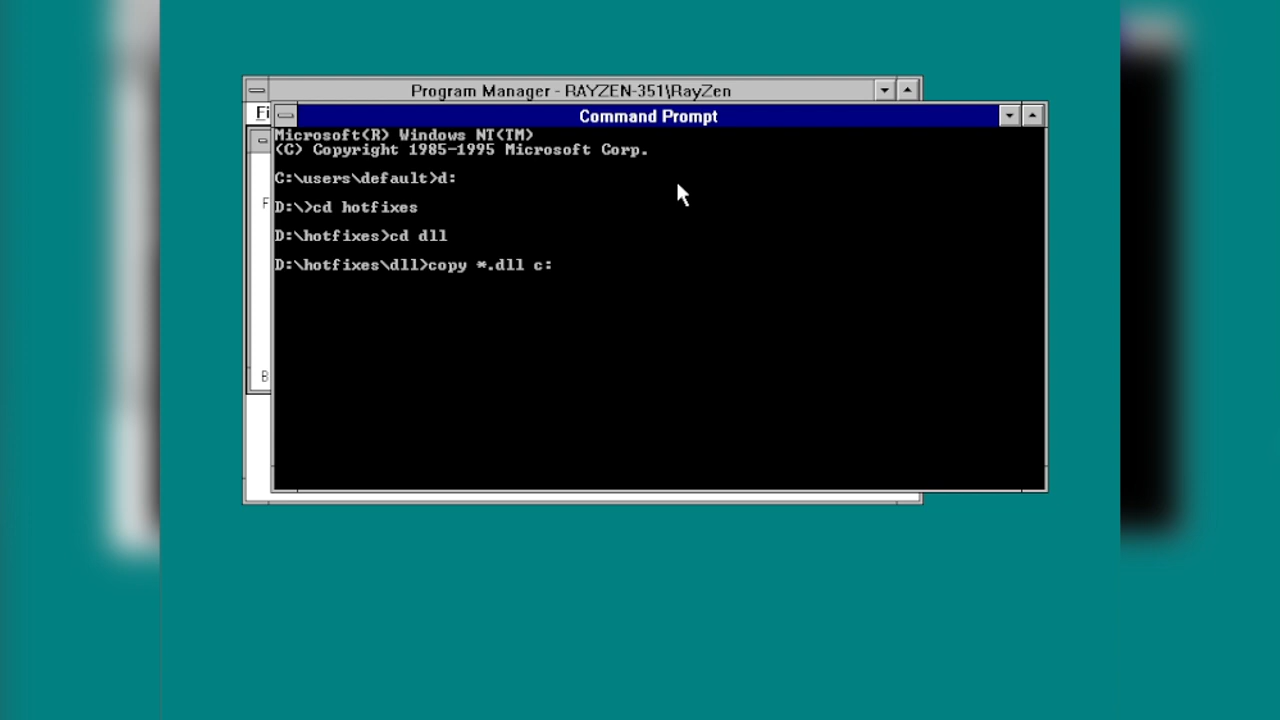 Program Manager - RAYZEN-351\RayZen
Fi
Command Prompt
Microsoft(R) Windows NT(TM)
(C) Copyright 1985-1995 Microsoft Corp.
C:\users\default>d:
D:\>cd hotfixes
F
D:\hotfixes>cd dll
D:\hotfixes\dll>copy *.dll c:
B